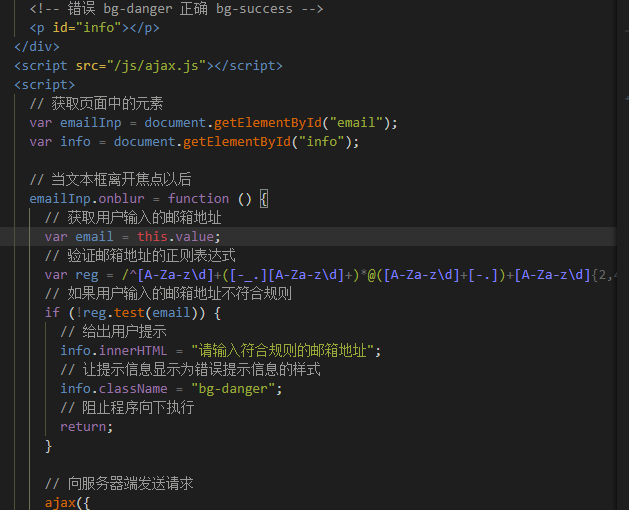 <!-- 错误 bg-danger 正确 bg-success -->
<p id="info"></p>
</div>
<script src="/js/ajax.js"></script>
<script>
// 获取页面中的元素
var emailInp = document.getElementById("email");
var info = document.getElementById("info");
// 当文本框离开焦点以后
emailInp.onblur = function () {
// 获取用户输入的邮箱地址
var email = this.value;
// 验证邮箱地址的正则表达式
var reg = /^[A-Za-z\d]+([-_.][A-Za-z\d]+)*@([A-Za-z\d]+[-.])+[A-Za-z\d]{2,4
// 如果用户输入的邮箱地址不符合规则
if (!reg.test(email)) {
// 给出用户提示
info.innerHTML = "请输入符合规则的邮箱地址";
// 让提示信息显示为错误提示信息的样式
info.className = "bg-danger";
// 阻止程序向下执行
return;
}
// 向服务器端发送请求
ajax({